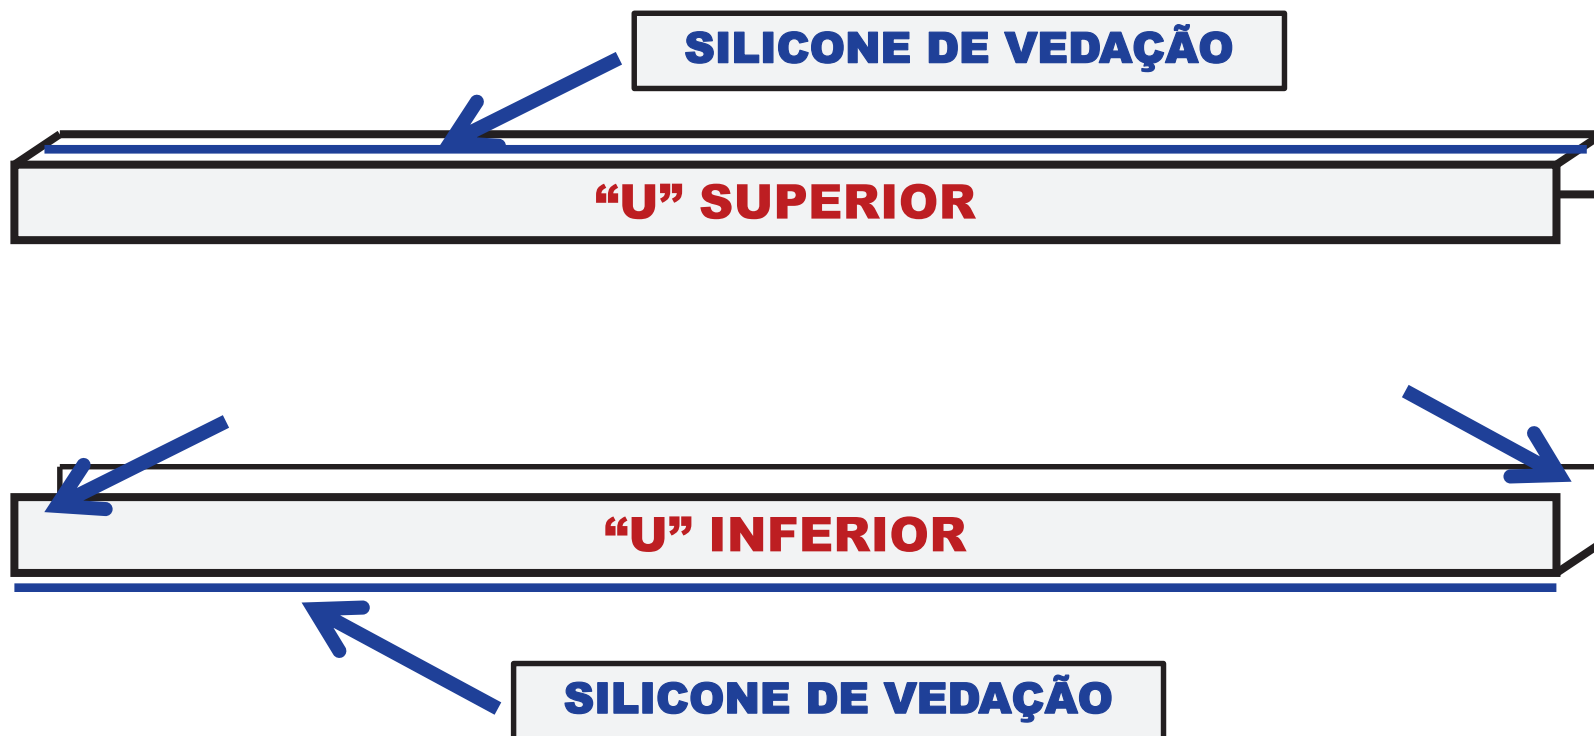 SILICONE DE VEDAÇÃO
“U” SUPERIOR
“U” INFERIOR
SILICONE DE VEDAÇÃO